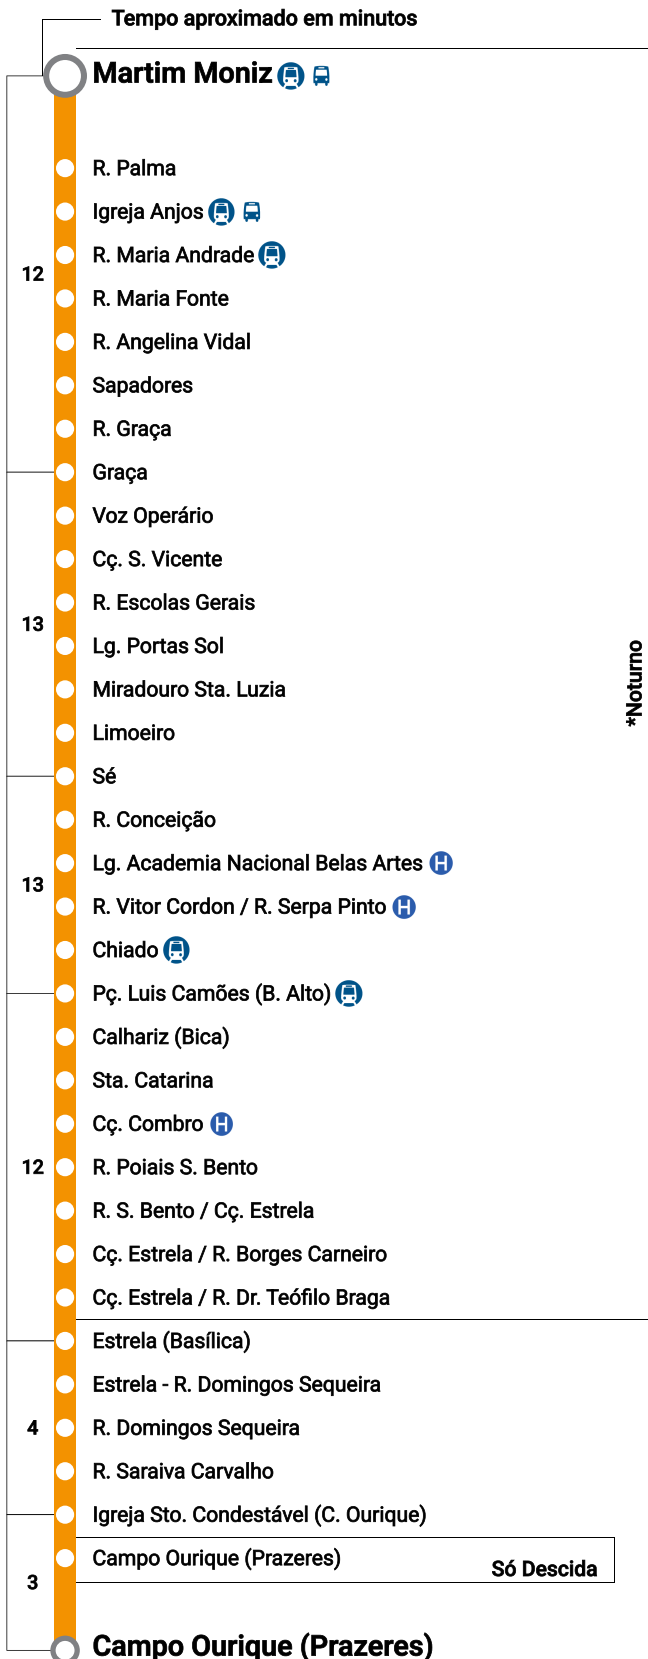 Tempo aproximado em minutos
Martim Moniz
R. Palma
Igreja Anjos
R. Maria Andrade
12
R. Maria Fonte
R. Angelina Vidal
Sapadores
R. Graça
Graça
Voz Operário
Cç. S. Vicente
R. Escolas Gerais
13
Lg. Portas Sol
*Noturno
Miradouro Sta. Luzia
Limoeiro
Sé
R. Conceição
Lg. Academia Nacional Belas Artes H
13
R. Vitor Cordon / R. Serpa Pinto H
Chiado
Pç. Luis Camões (B. Alto)
Calhariz (Bica)
Sta. Catarina
Cç. Combro H
12
R. Poiais S. Bento
R. S. Bento / Cç. Estrela
Cç. Estrela / R. Borges Carneiro
Cç. Estrela / R. Dr. Teófilo Braga
Estrela (Basílica)
Estrela - R. Domingos Sequeira
4
R. Domingos Sequeira
R. Saraiva Carvalho
Igreja Sto. Condestável (C. Ourique)
Campo Ourique (Prazeres)
Só Descida
3
Campo Ourique (Prazeres)